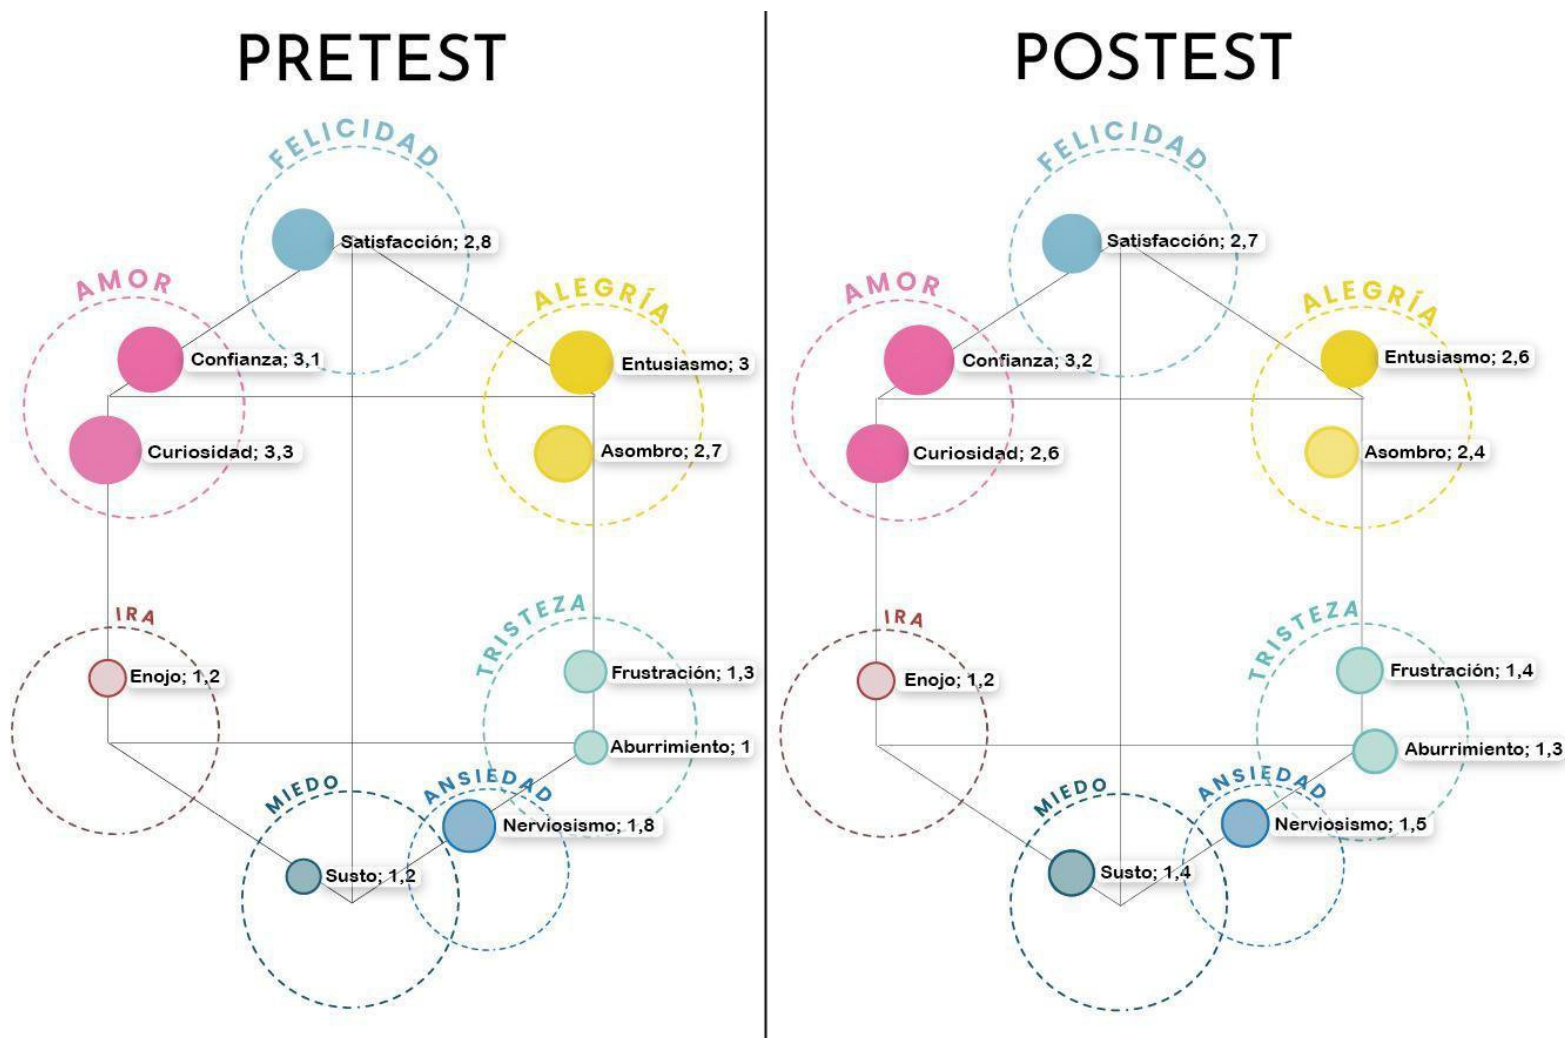 PRETEST
FELICIDAD
Satisfacción; 2,8
AMOR
Confianza; 3,1
Curiosidad; 3,3
ALEGRÍA
Entusiasmo; 3
Asombro; 2,7
IRA
Enojo; 1,2
TRISTEZA
Frustración; 1,3
Aburrimiento; 1
MIEDO
Susto; 1,2
ANSIEDAD
Nerviosismo; 1,8
POSTEST
FELICIDAD
Satisfacción; 2,7
AMOR
Confianza; 3,2
Curiosidad; 2,6
ALEGRÍA
Entusiasmo; 2,6
Asombro; 2,4
IRA
Enojo; 1,2
TRISTEZA
Frustración; 1,4
Aburrimiento; 1,3
MIEDO
Susto; 1,4
ANSIEDAD
Nerviosismo; 1,5